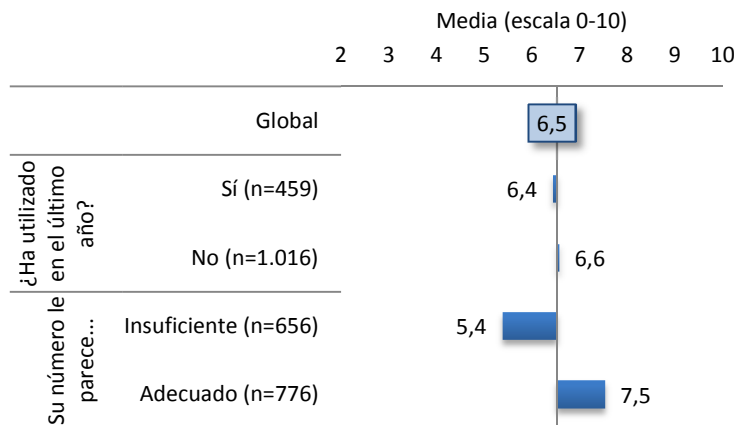 Media (escala 0-10)
2 3 4 5 6 7 8 9 10
Global
6,5
¿Ha utilizado
en el último
año?
Sí (n=459)
6,4
No (n=1.016)
6,6
Su número le
parece...
Insuficiente (n=656)
5,4
Adecuado (n=776)
7,5